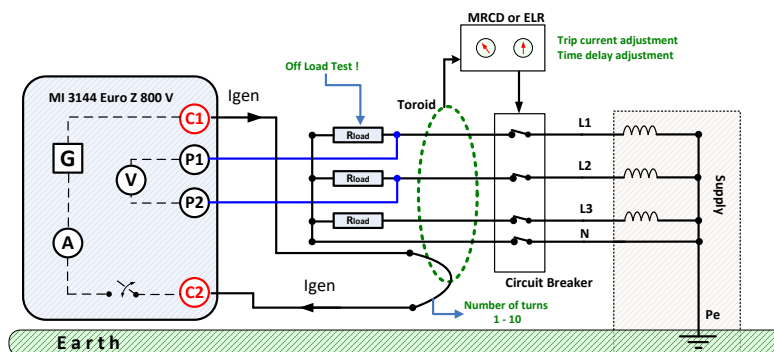 MRCD or ELR
Trip current adjustment
Time delay adjustment
Off Load Test !
MI 3144 Euro Z 800 V
Igen
Toroid
C1
L1
Rload
G
P1
L2
V
Rload
P2
Supply
L3
Rload
N
A
C2
Igen
Circuit Breaker
Number of turns
1 - 10
Pe
Earth